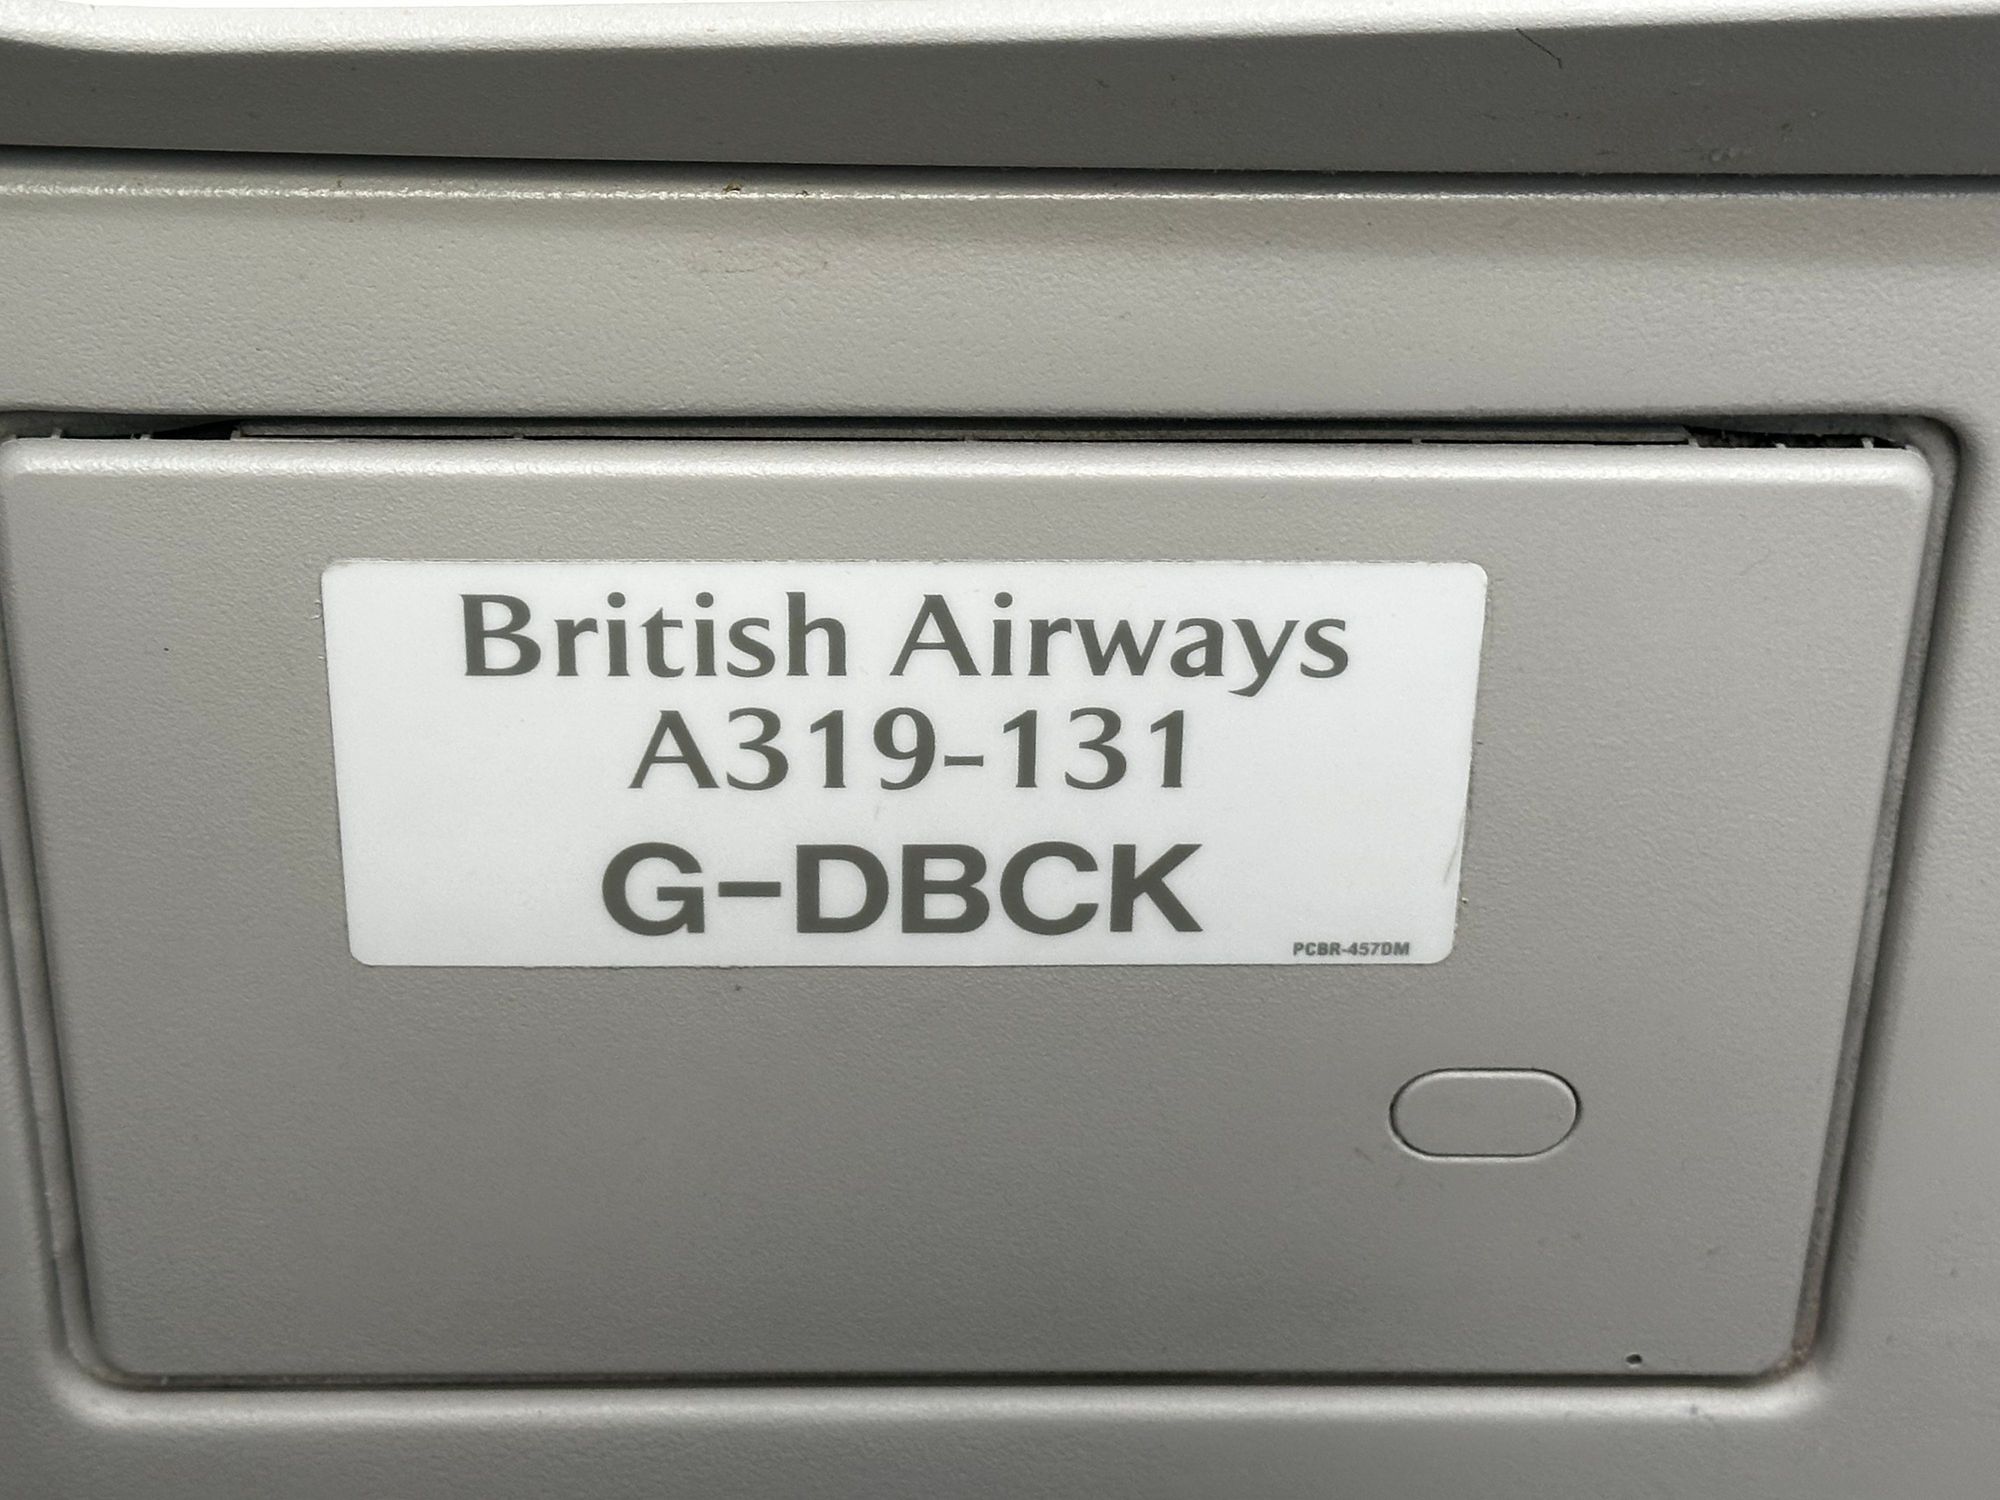 British Airways
A319-131
G-DBCK
PCBR-457DM